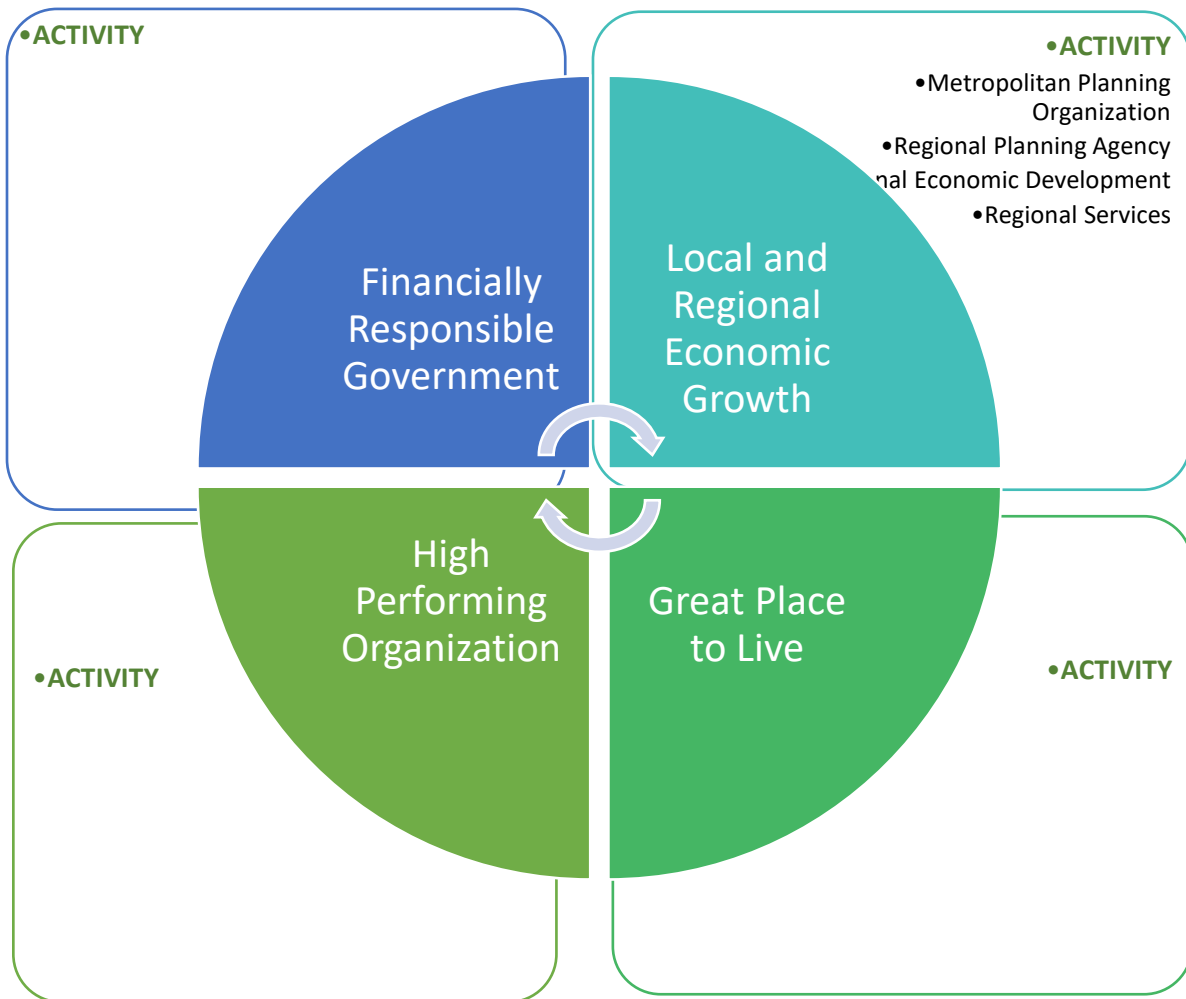 •ACTIVITY
•ACTIVITY
•Metropolitan Planning
Organization
•Regional Planning Agency
nal Economic Development
•Regional Services
Financially
Responsible
Government
Local and
Regional
Economic
Growth
High
Performing
Organization
Great Place
to Live
•ACTIVITY
•ACTIVITY